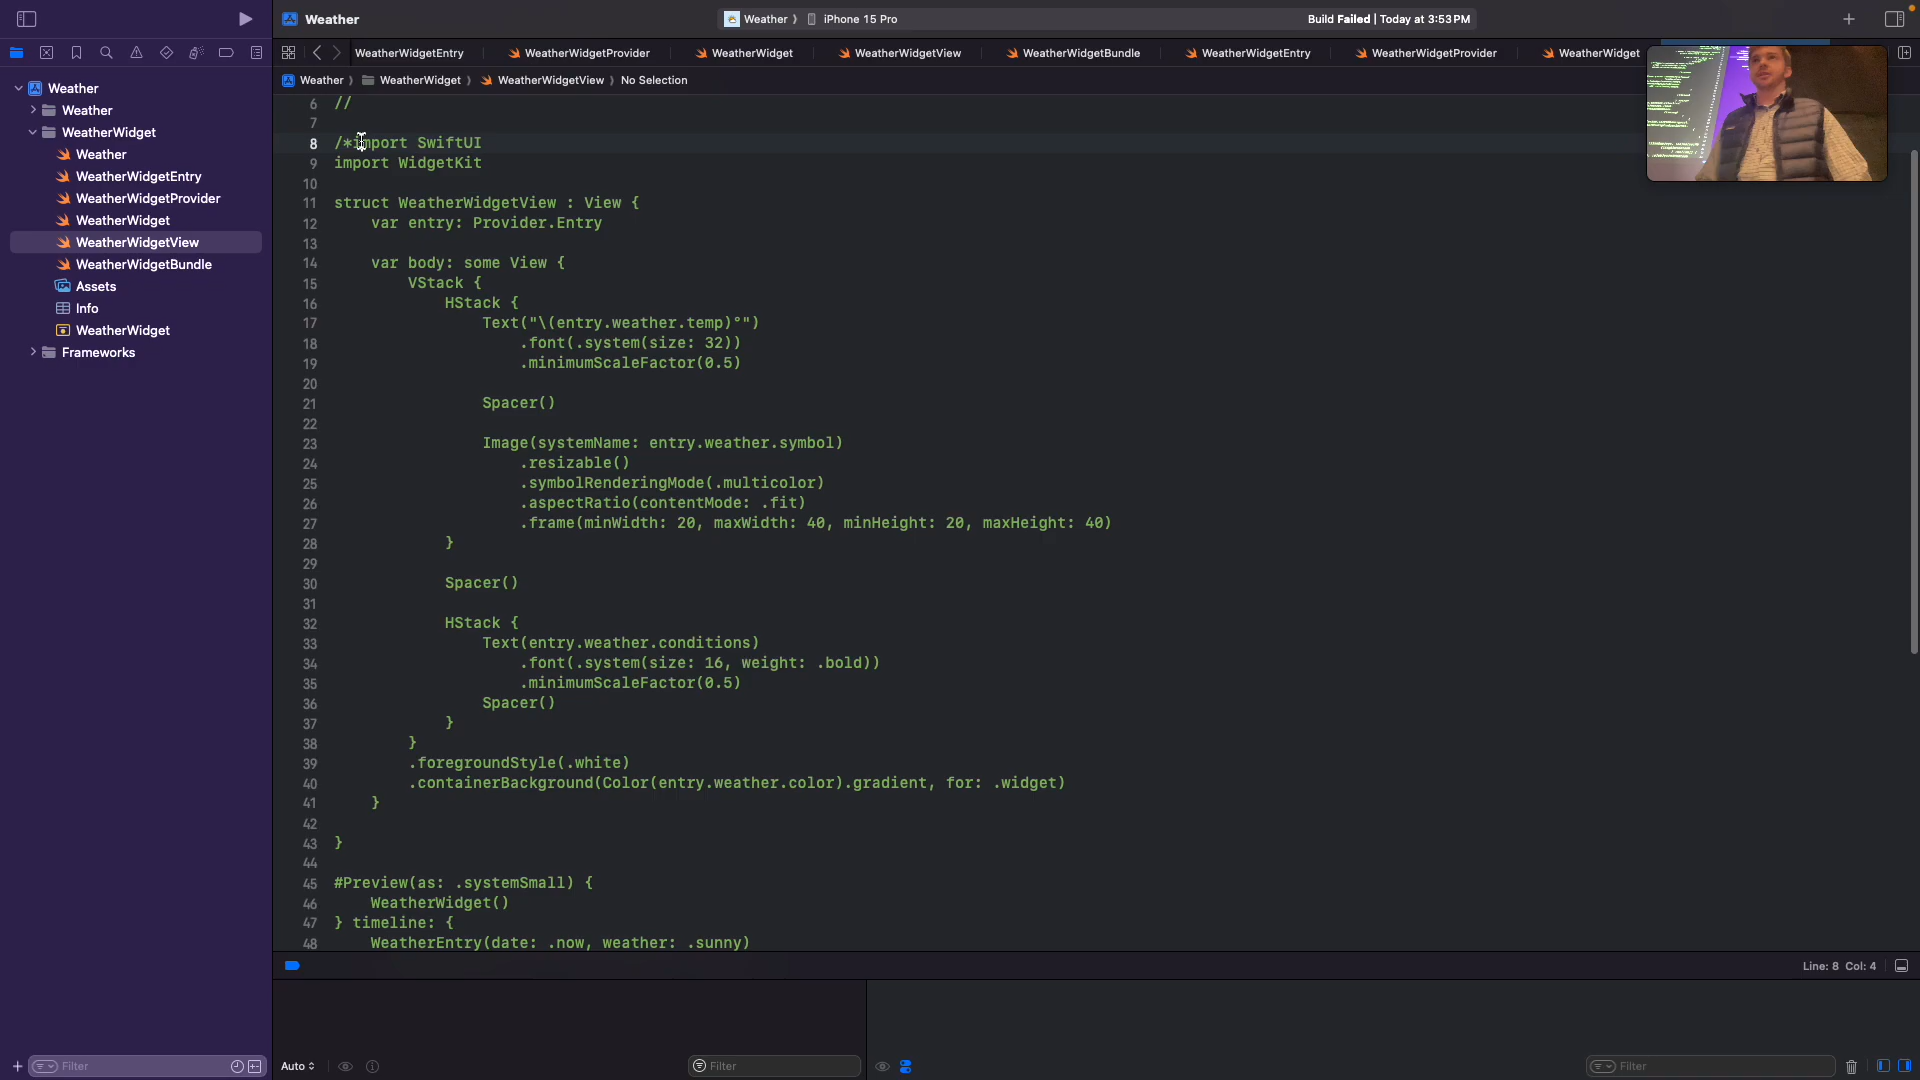 Weather
Weather ⟩ iPhone 15 Pro
Build Failed | Today at 3:53 PM
WeatherWidgetEntry
WeatherWidgetProvider
WeatherWidget
WeatherWidgetView
WeatherWidgetBundle
WeatherWidgetEntry
WeatherWidgetProvider
WeatherWidget
Weather ⟩ WeatherWidget ⟩ WeatherWidgetView ⟩ No Selection
Weather
Weather
WeatherWidget
Weather
WeatherWidgetEntry
WeatherWidgetProvider
WeatherWidget
WeatherWidgetView
WeatherWidgetBundle
Assets
Info
WeatherWidget
Frameworks
Filter
6 //
7
8 /*import SwiftUI
9 import WidgetKit
10
11 struct WeatherWidgetView : View {
12 var entry: Provider.Entry
13
14 var body: some View {
15 VStack {
16 HStack {
17 Text("\(entry.weather.temp)°")
18 .font(.system(size: 32))
19 .minimumScaleFactor(0.5)
20
21 Spacer()
22
23 Image(systemName: entry.weather.symbol)
24 .resizable()
25 .symbolRenderingMode(.multicolor)
26 .aspectRatio(contentMode: .fit)
27 .frame(minWidth: 20, maxWidth: 40, minHeight: 20, maxHeight: 40)
28 }
29
30 Spacer()
31
32 HStack {
33 Text(entry.weather.conditions)
34 .font(.system(size: 16, weight: .bold))
35 .minimumScaleFactor(0.5)
36 Spacer()
37 }
38 }
39 .foregroundStyle(.white)
40 .containerBackground(Color(entry.weather.color).gradient, for: .widget)
41 }
42
43 }
44
45 #Preview(as: .systemSmall) {
46 WeatherWidget()
47 } timeline: {
48 WeatherEntry(date: .now, weather: .sunny)
Line: 8 Col: 4
Auto
Filter
Filter